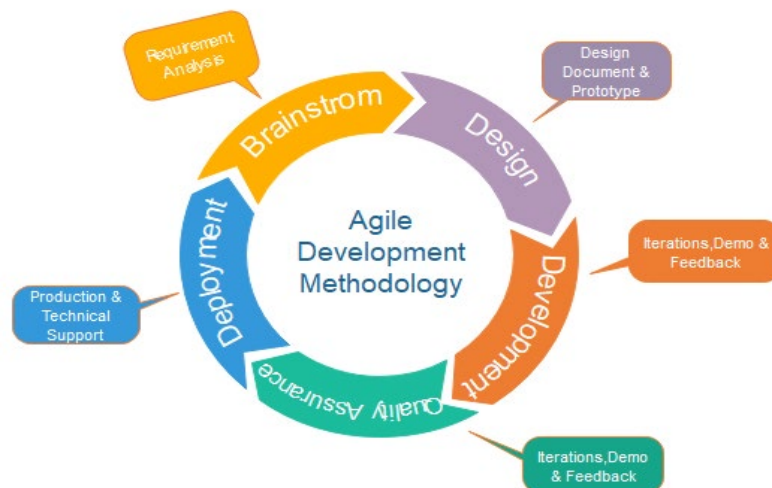 Requirement
Analysis
Brainstrom
Design
Design
Document &
Prototype
Development
Iterations,Demo &
Feedback
Quality Assurance
Iterations,Demo
& Feedback
Deployment
Production &
Technical
Support
Agile
Development
Methodology